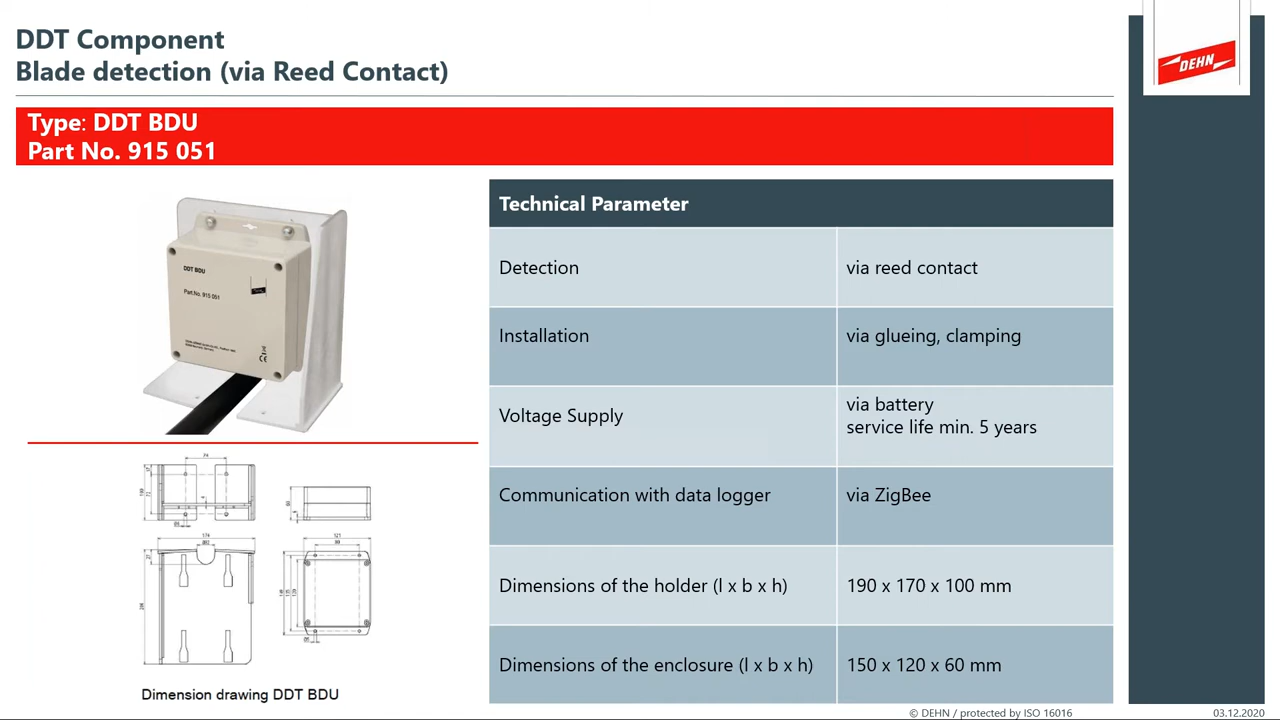 DDT Component
Blade detection (via Reed Contact)
DEHN
Type: DDT BDU
Part No. 915 051
DDT BDU
Part.No. 915 051
Technical Parameter
Detection
via reed contact
Installation
via glueing, clamping
Voltage Supply
via battery
service life min. 5 years
Communication with data logger
via ZigBee
Dimensions of the holder (l x b x h)
190 x 170 x 100 mm
Dimensions of the enclosure (l x b x h)
150 x 120 x 60 mm
74
174
121
Dimension drawing DDT BDU
© DEHN / protected by ISO 16016
03.12.2020